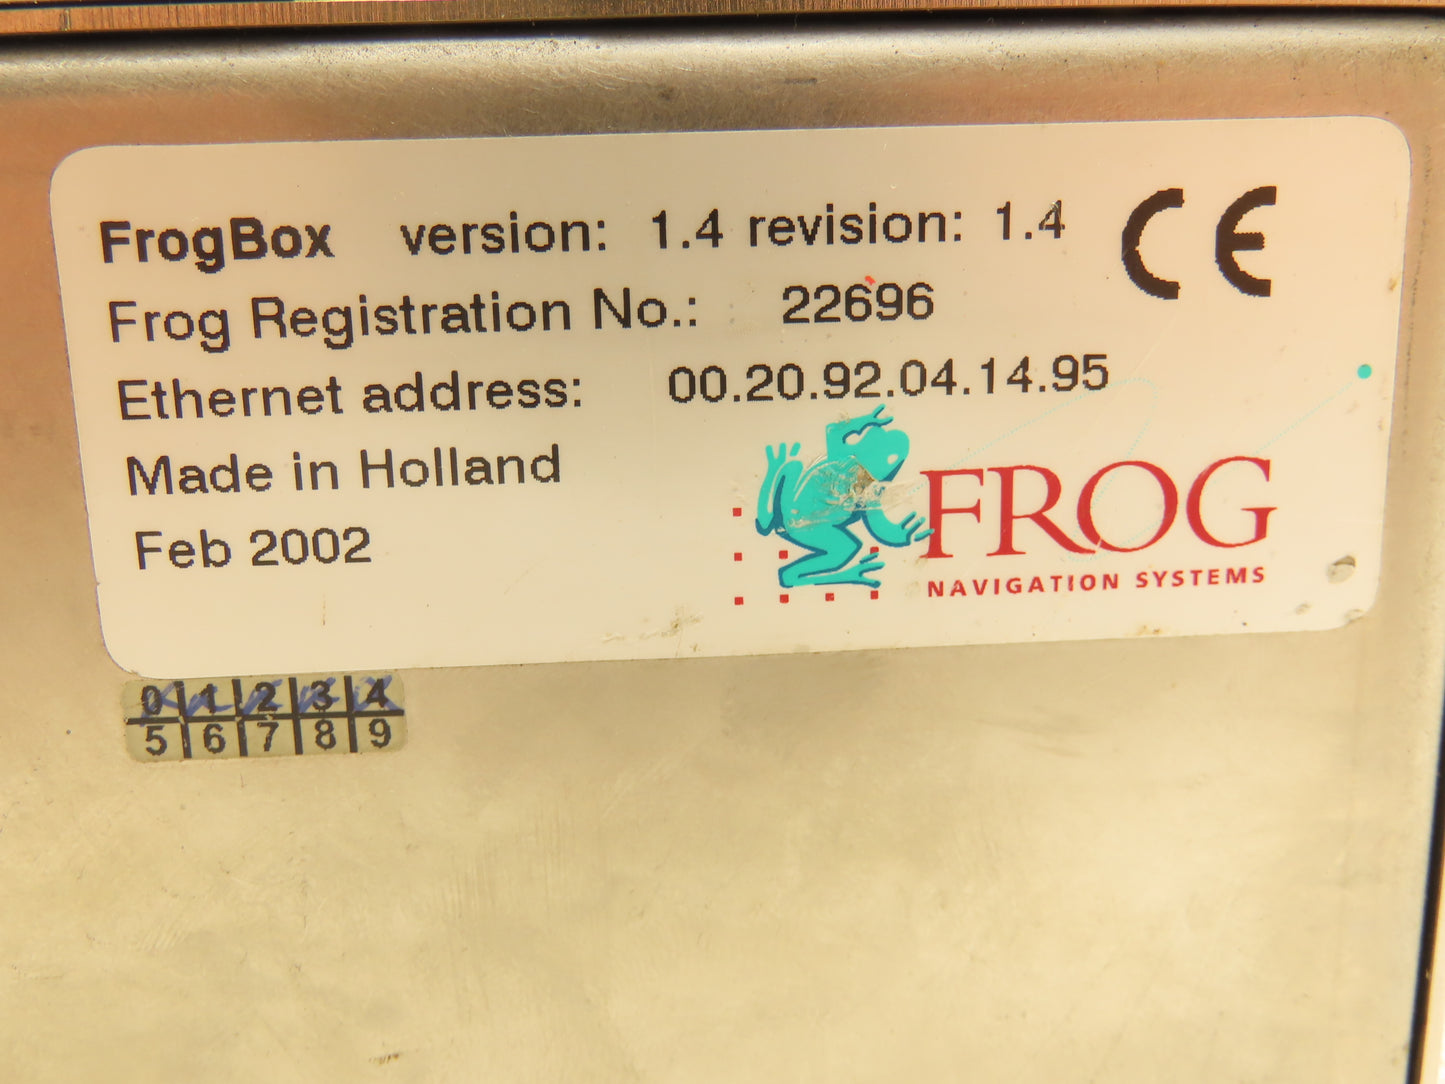 FrogBox version: 1.4 revision: 1.4 CE
Frog Registration No.: 22696
Ethernet address: 00.20.92.04.14.95
Made in Holland
Feb 2002
FROG
NAVIGATION SYSTEMS
0 1 2 3 4
5 6 7 8 9